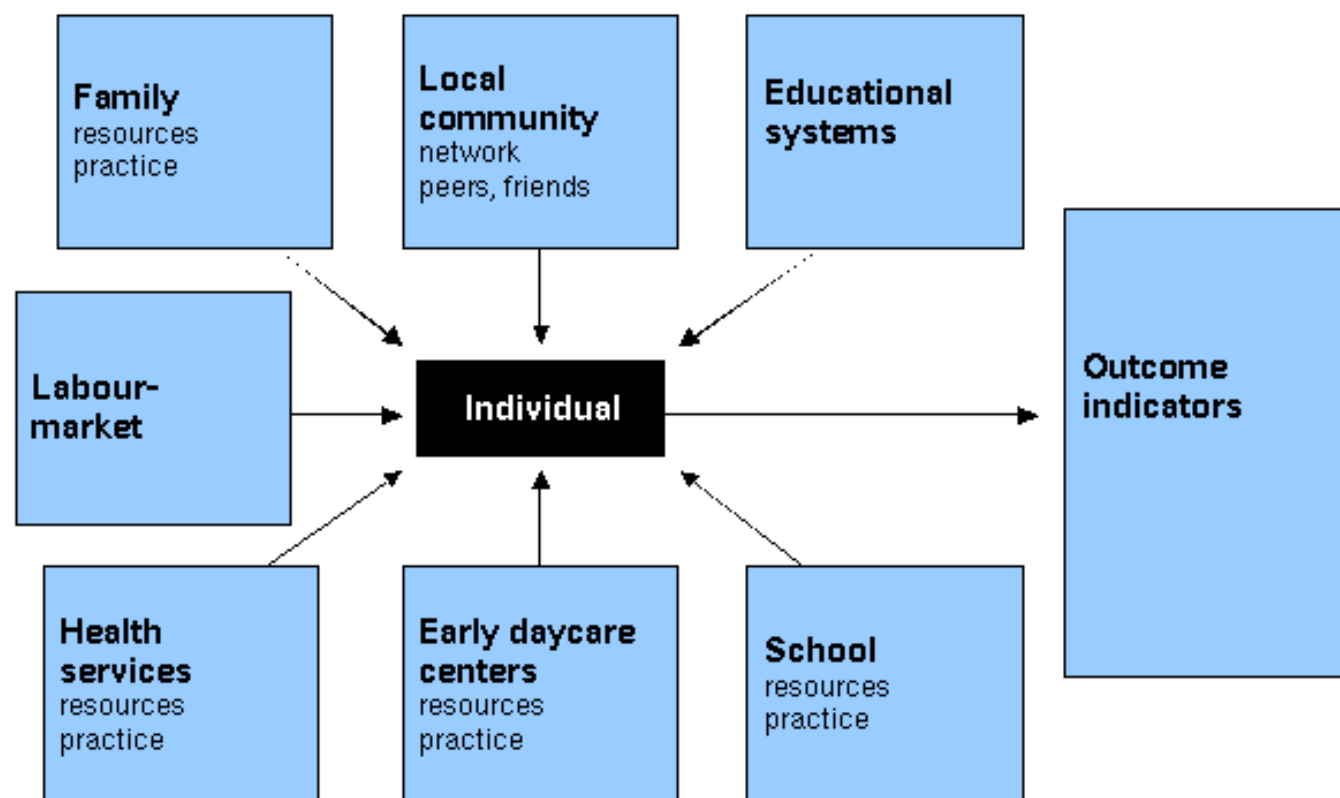 Family
resources
practice
Local
community
network
peers, friends
Educational
systems
Labour-
market
Individual
Outcome
indicators
Health
services
resources
practice
Early daycare
centers
resources
practice
School
resources
practice